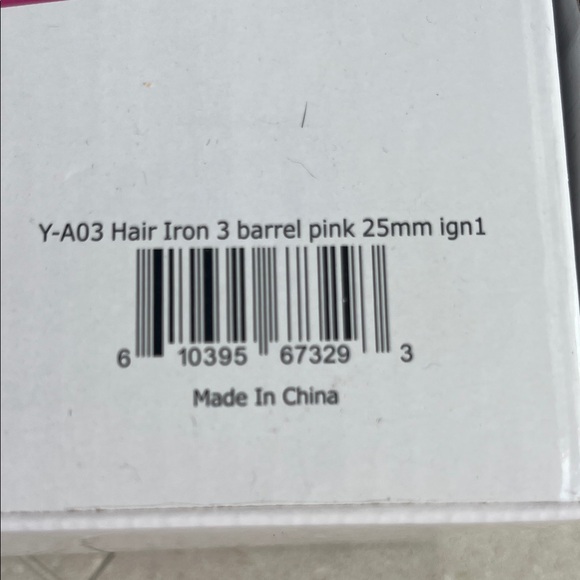 Y-A03 Hair Iron 3 barrel pink 25mm ign1
6 10395 67329 3
Made In China